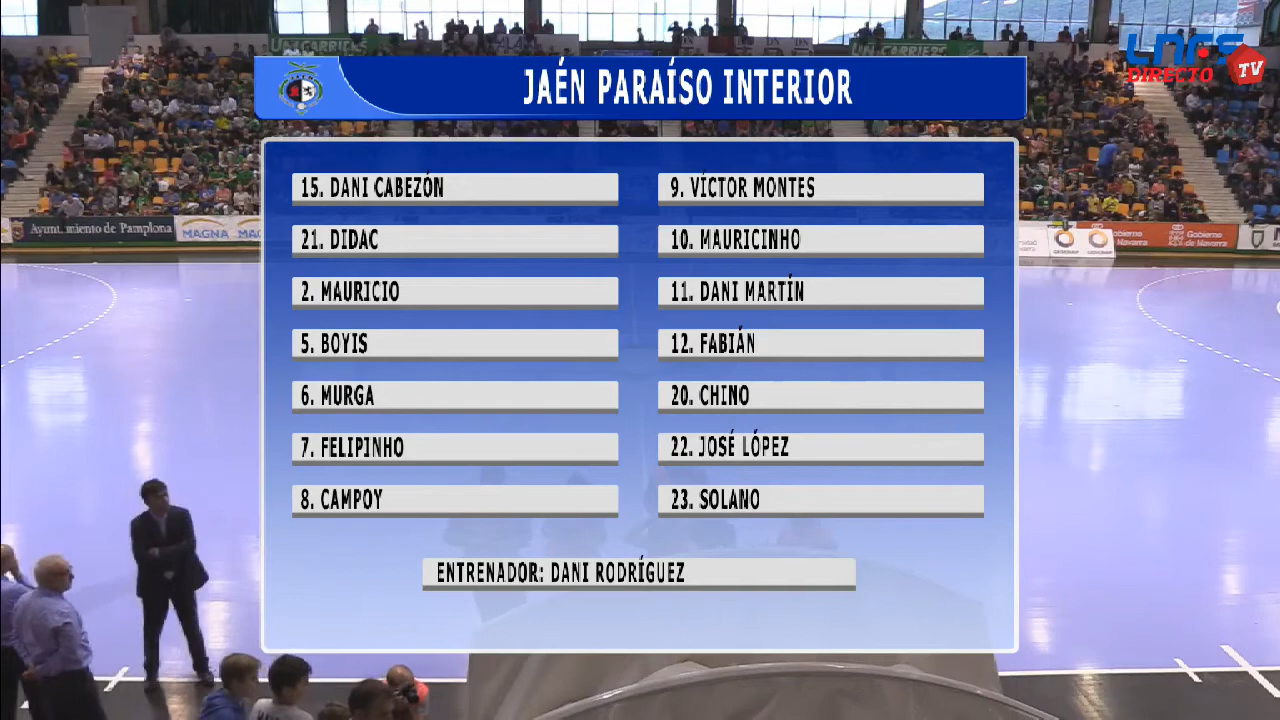 UNICARRIERS
UNICARRIERS
LNFS
DIRECTO
TV
JAÉN PARAÍSO INTERIOR
15. DANI CABEZÓN
21. DIDAC
2. MAURICIO
5. BOYIS
6. MURGA
7. FELIPINHO
8. CAMPOY
9. VÍCTOR MONTES
10. MAURICINHO
11. DANI MARTÍN
12. FABIÁN
20. CHINO
22. JOSÉ LÓPEZ
23. SOLANO
ENTRENADOR: DANI RODRÍGUEZ
Ayuntamiento de Pamplona
MAGNA
Gobierno
de Navarra